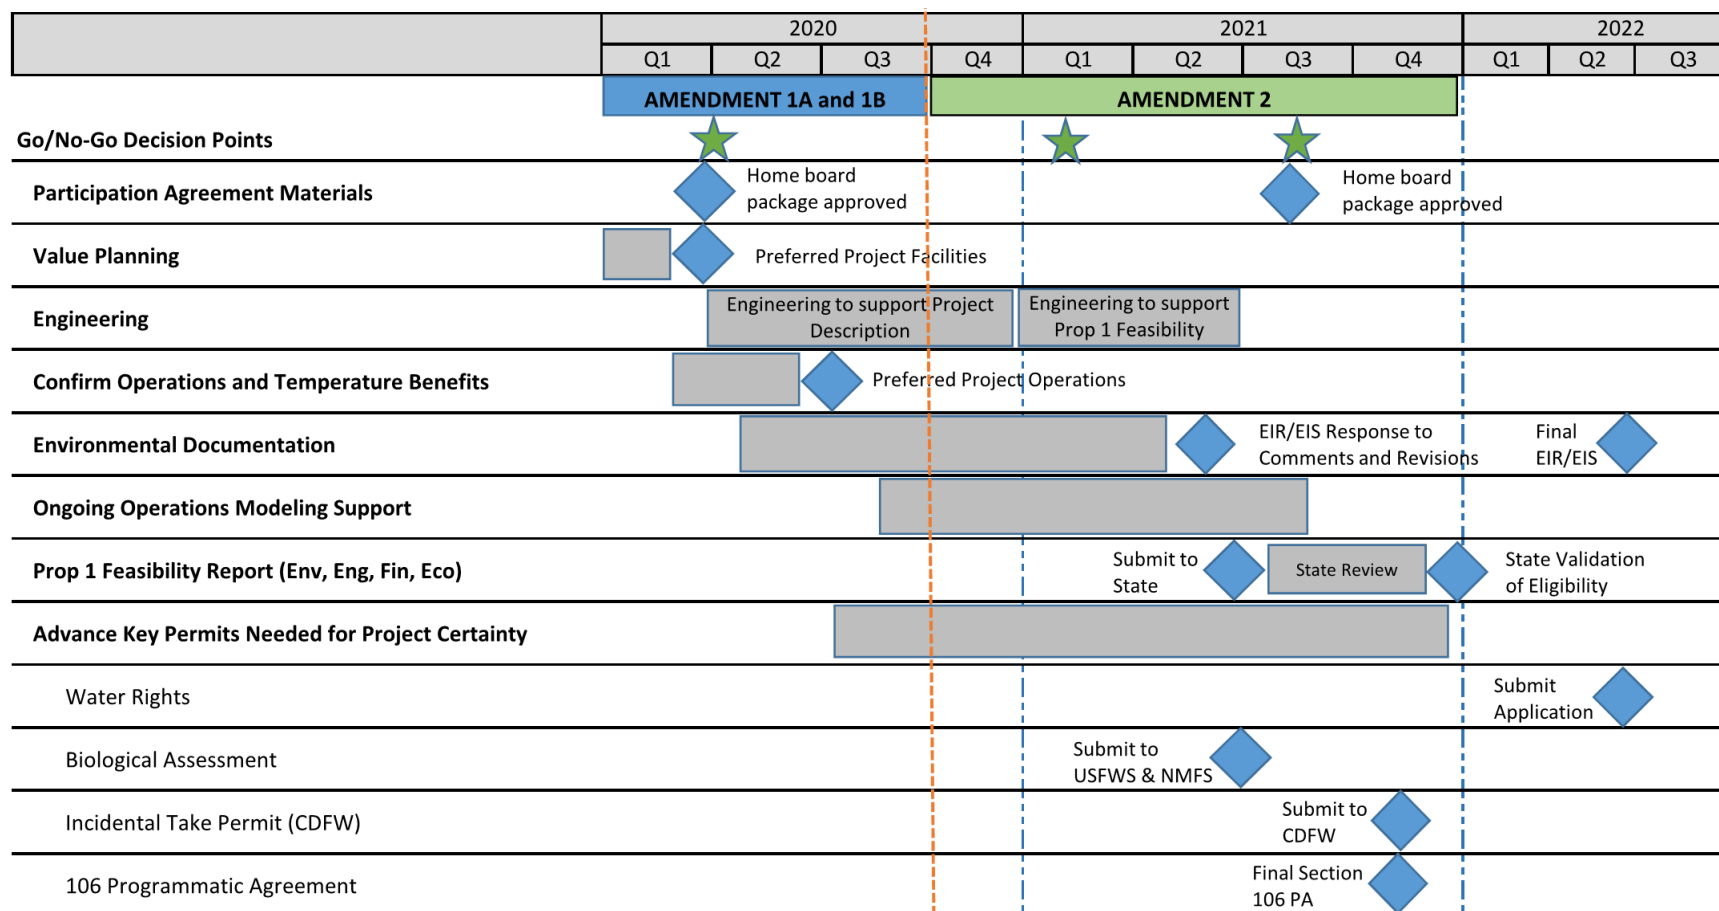 2020 2021 2022
Q1 Q2 Q3 Q4 Q1 Q2 Q3 Q4 Q1 Q2 Q3
AMENDMENT 1A and 1B AMENDMENT 2
Go/No-Go Decision Points
Participation Agreement Materials
Home board
package approved
Home board
package approved
Value Planning
Preferred Project Facilities
Engineering
Engineering to support Project
Description
Engineering to support
Prop 1 Feasibility
Confirm Operations and Temperature Benefits
Preferred Project Operations
Environmental Documentation
EIR/EIS Response to
Comments and Revisions
Final
EIR/EIS
Ongoing Operations Modeling Support
Prop 1 Feasibility Report (Env, Eng, Fin, Eco)
Submit to
State
State Review
State Validation
of Eligibility
Advance Key Permits Needed for Project Certainty
Water Rights
Submit
Application
Biological Assessment
Submit to
USFWS & NMFS
Incidental Take Permit (CDFW)
Submit to
CDFW
106 Programmatic Agreement
Final Section
106 PA